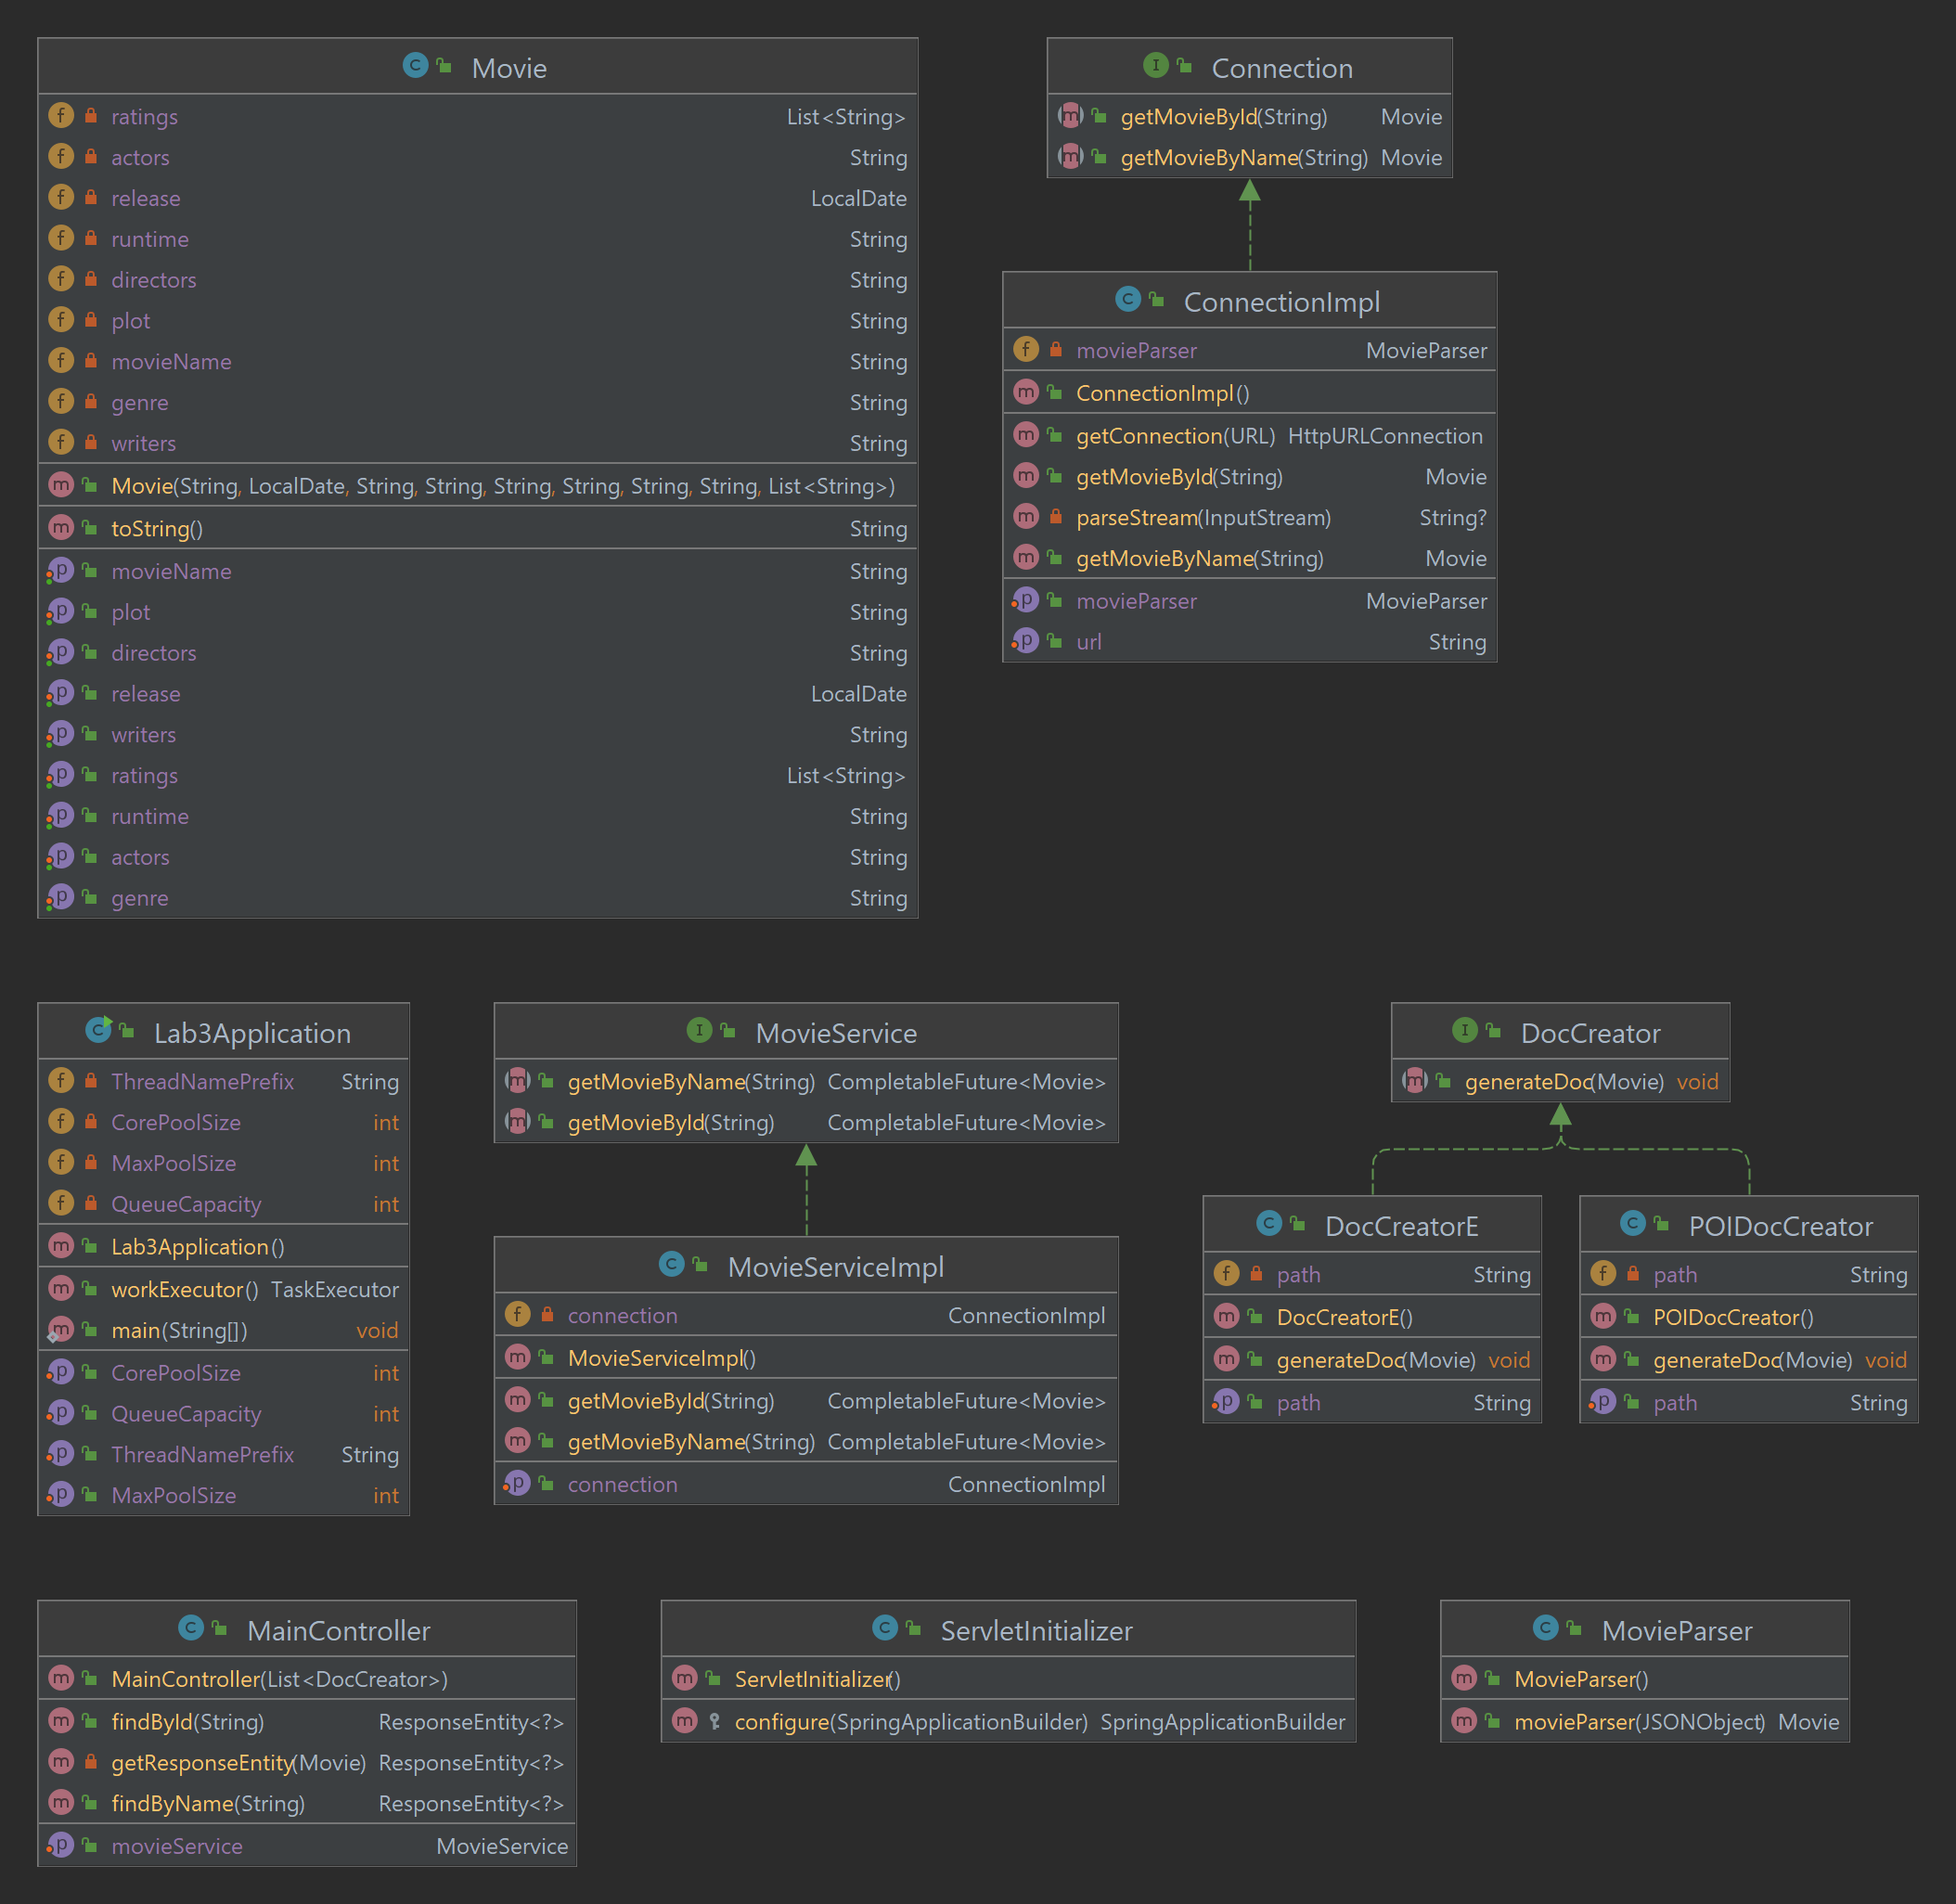 Movie
ratings List<String>
actors String
release LocalDate
runtime String
directors String
plot String
movieName String
genre String
writers String
Movie(String, LocalDate, String, String, String, String, String, String, List<String>)
toString() String
movieName String
plot String
directors String
release LocalDate
writers String
ratings List<String>
runtime String
actors String
genre String
Connection
getMovieById(String) Movie
getMovieByName(String) Movie
ConnectionImpl
movieParser MovieParser
ConnectionImpl()
getConnection(URL) HttpURLConnection
getMovieById(String) Movie
parseStream(InputStream) String?
getMovieByName(String) Movie
movieParser MovieParser
url String
Lab3Application
ThreadNamePrefix String
CorePoolSize int
MaxPoolSize int
QueueCapacity int
Lab3Application()
workExecutor() TaskExecutor
main(String[]) void
CorePoolSize int
QueueCapacity int
ThreadNamePrefix String
MaxPoolSize int
MovieService
getMovieByName(String) CompletableFuture<Movie>
getMovieById(String) CompletableFuture<Movie>
MovieServiceImpl
connection ConnectionImpl
MovieServiceImpl()
getMovieById(String) CompletableFuture<Movie>
getMovieByName(String) CompletableFuture<Movie>
connection ConnectionImpl
DocCreator
generateDoc(Movie) void
DocCreatorE
path String
DocCreatorE()
generateDoc(Movie) void
path String
POIDocCreator
path String
POIDocCreator()
generateDoc(Movie) void
path String
MainController
MainController(List<DocCreator>)
findById(String) ResponseEntity<?>
getResponseEntity(Movie) ResponseEntity<?>
findByName(String) ResponseEntity<?>
movieService MovieService
ServletInitializer
ServletInitializer()
configure(SpringApplicationBuilder) SpringApplicationBuilder
MovieParser
MovieParser()
movieParser(JSONObject) Movie